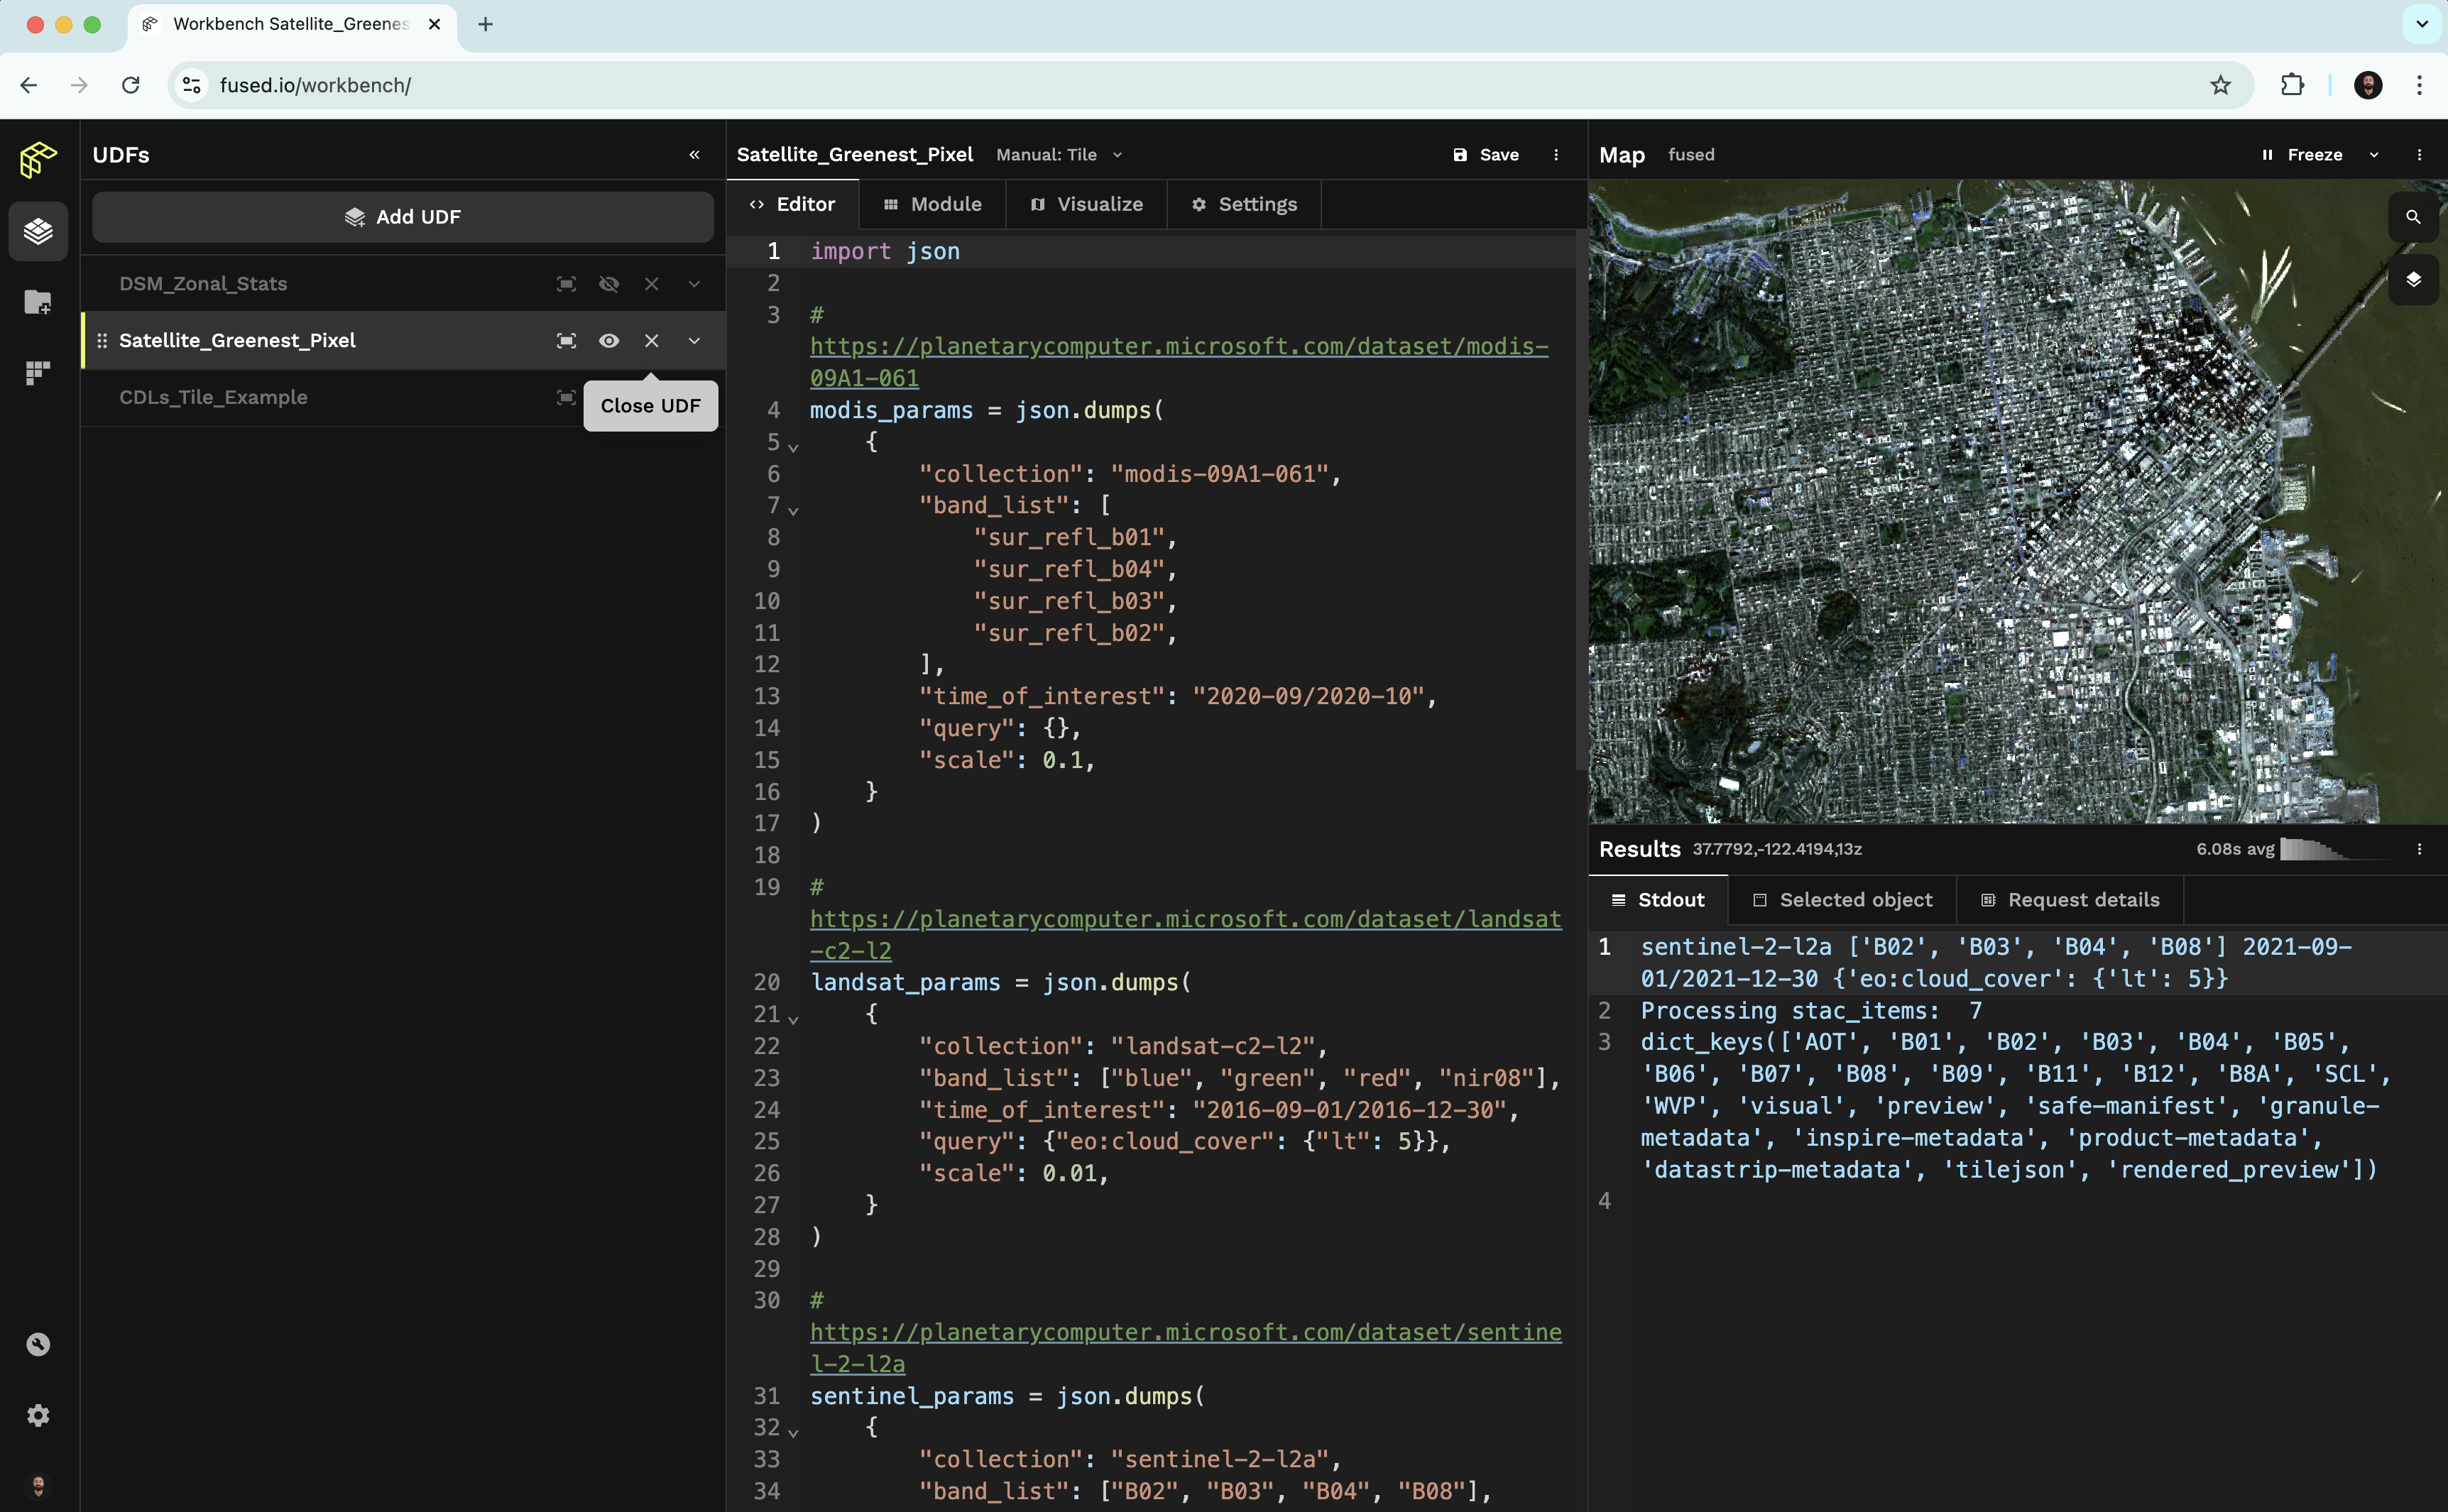 Workbench Satellite_Greenes
fused.io/workbench/
UDFs
Add UDF
DSM_Zonal_Stats
Satellite_Greenest_Pixel
CDLs_Tile_Example
Close UDF
Satellite_Greenest_Pixel Manual: Tile Save
Editor Module Visualize Settings
1 import json
2
3 #
https://planetarycomputer.microsoft.com/dataset/modis-
09A1-061
4 modis_params = json.dumps(
5 {
6 "collection": "modis-09A1-061",
7 "band_list": [
8 "sur_refl_b01",
9 "sur_refl_b04",
10 "sur_refl_b03",
11 "sur_refl_b02",
12 ],
13 "time_of_interest": "2020-09/2020-10",
14 "query": {},
15 "scale": 0.1,
16 }
17 )
18
19 #
https://planetarycomputer.microsoft.com/dataset/landsat
-c2-l2
20 landsat_params = json.dumps(
21 {
22 "collection": "landsat-c2-l2",
23 "band_list": ["blue", "green", "red", "nir08"],
24 "time_of_interest": "2016-09-01/2016-12-30",
25 "query": {"eo:cloud_cover": {"lt": 5}},
26 "scale": 0.01,
27 }
28 )
29
30 #
https://planetarycomputer.microsoft.com/dataset/sentine
l-2-l2a
31 sentinel_params = json.dumps(
32 {
33 "collection": "sentinel-2-l2a",
34 "band_list": ["B02", "B03", "B04", "B08"],
Map fused Freeze
Results 37.7792,-122.4194,13z 6.08s avg
Stdout Selected object Request details
1 sentinel-2-l2a ['B02', 'B03', 'B04', 'B08'] 2021-09-
01/2021-12-30 {'eo:cloud_cover': {'lt': 5}}
2 Processing stac_items: 7
3 dict_keys(['AOT', 'B01', 'B02', 'B03', 'B04', 'B05',
'B06', 'B07', 'B08', 'B09', 'B11', 'B12', 'B8A', 'SCL',
'WVP', 'visual', 'preview', 'safe-manifest', 'granule-
metadata', 'inspire-metadata', 'product-metadata',
'datastrip-metadata', 'tilejson', 'rendered_preview'])
4